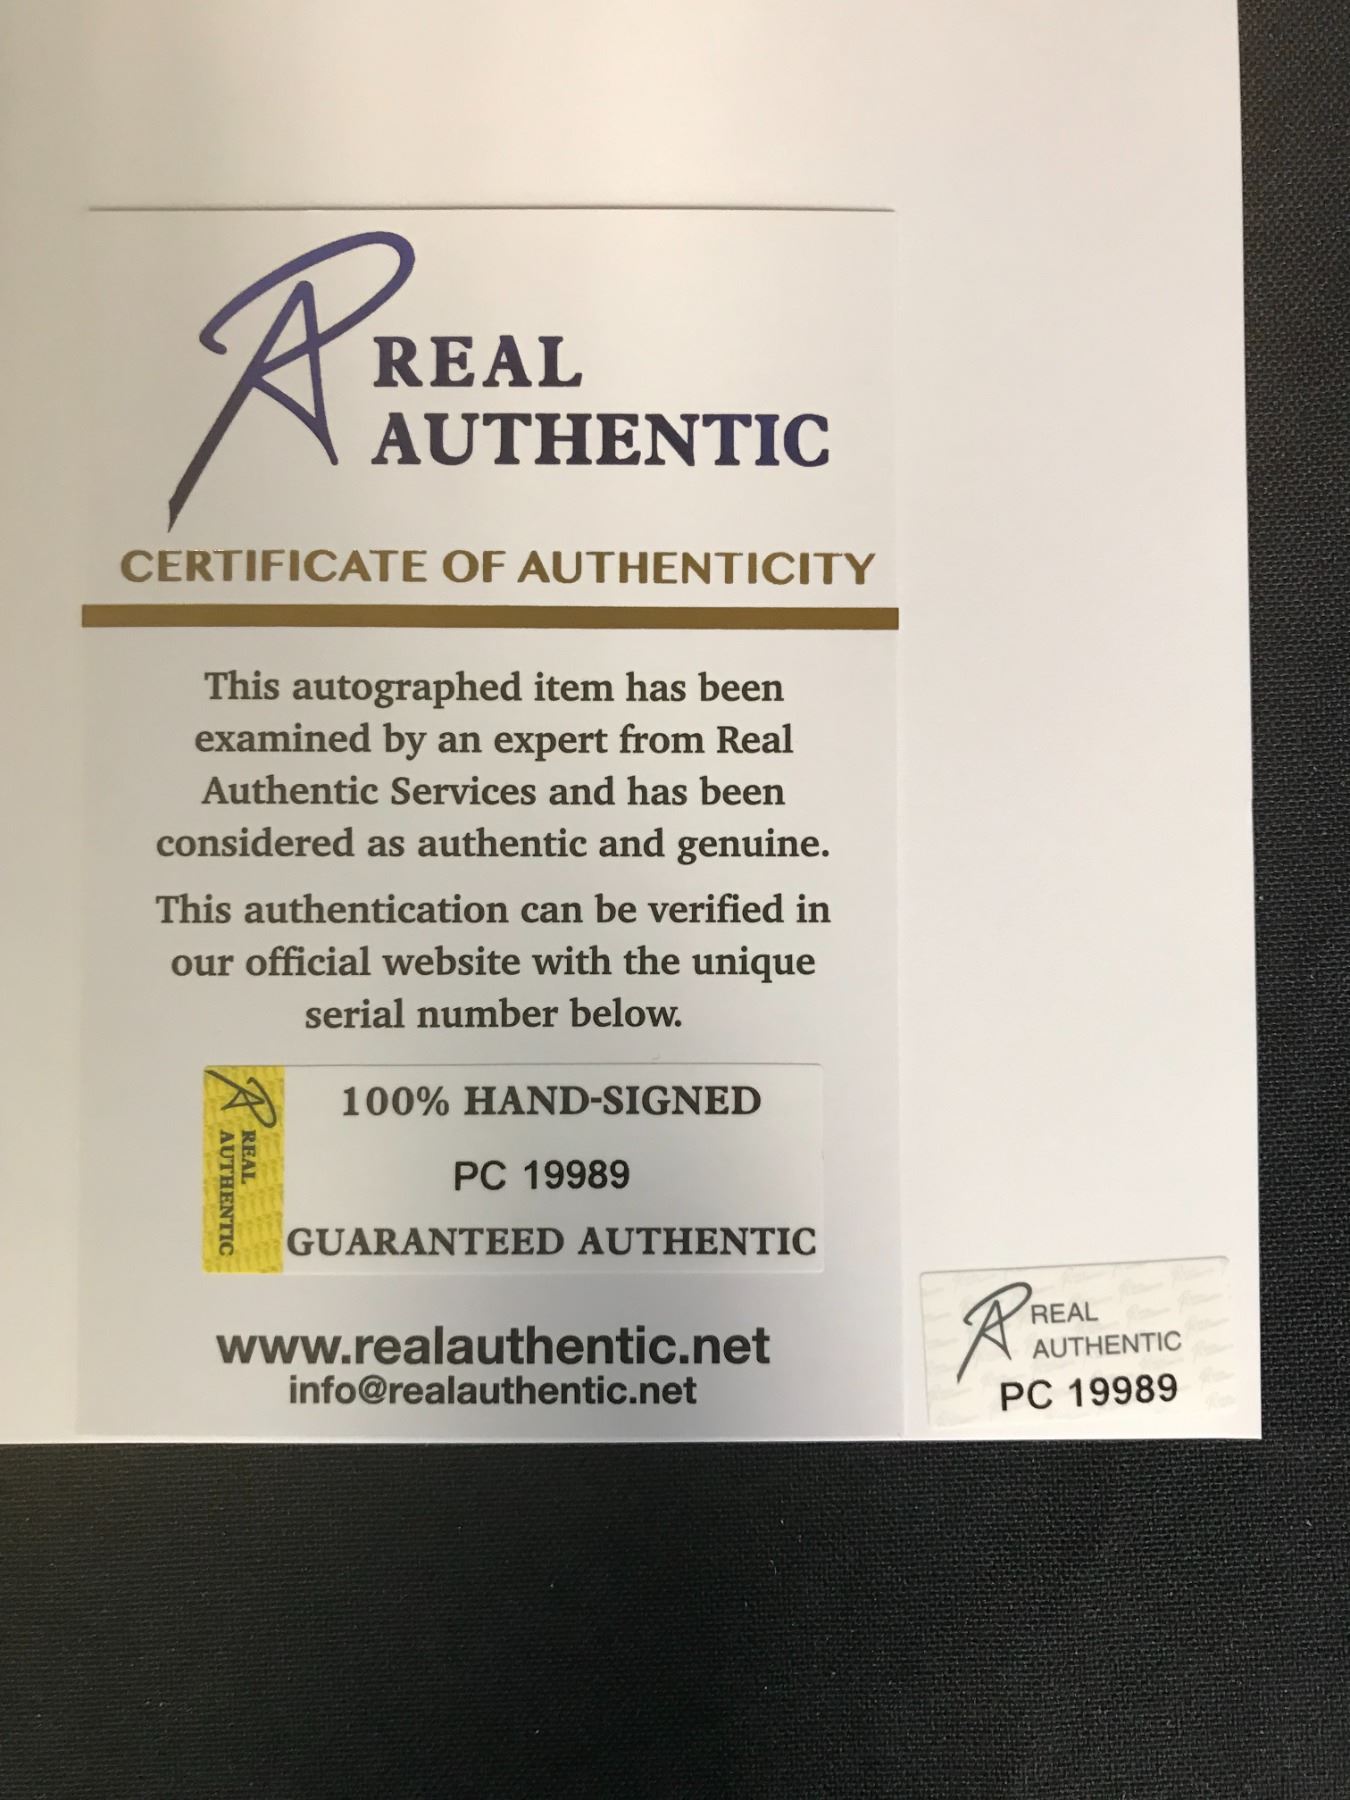 REAL
AUTHENTIC
CERTIFICATE OF AUTHENTICITY
This autographed item has been
examined by an expert from Real
Authentic Services and has been
considered as authentic and genuine.
This authentication can be verified in
our official website with the unique
serial number below.
REAL
AUTHENTIC
100% HAND-SIGNED
PC 19989
GUARANTEED AUTHENTIC
www.realauthentic.net
info@realauthentic.net
REAL
AUTHENTIC
PC 19989